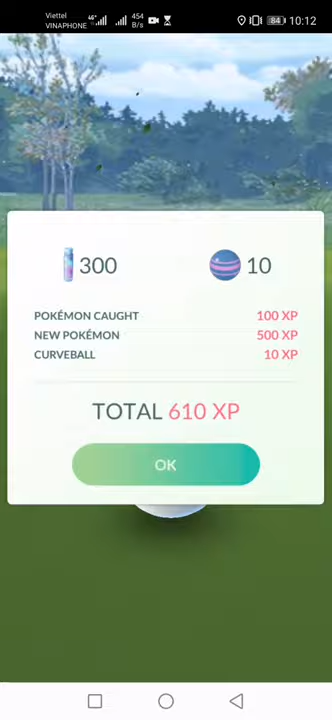 Viettel
VINAPHONE
4G
454
B/s
84
10:12
300
10
POKÉMON CAUGHT 100 XP
NEW POKÉMON 500 XP
CURVEBALL 10 XP
TOTAL 610 XP
OK